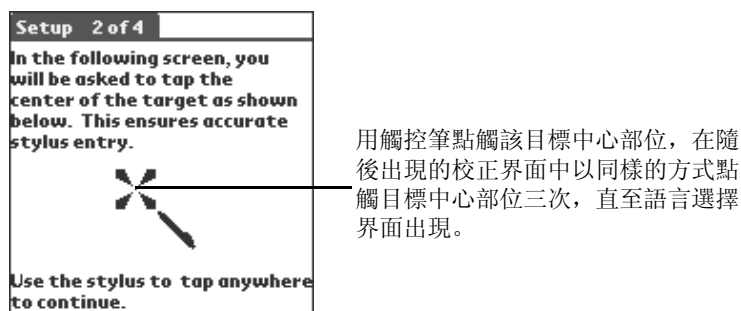 Setup 2 of 4
In the following screen, you
will be asked to tap the
center of the target as shown
below. This ensures accurate
stylus entry.
用觸控筆點觸該目標中心部位，在隨
後出現的校正界面中以同樣的方式點
觸目標中心部位三次，直至語言選擇
界面出現。
Use the stylus to tap anywhere
to continue.